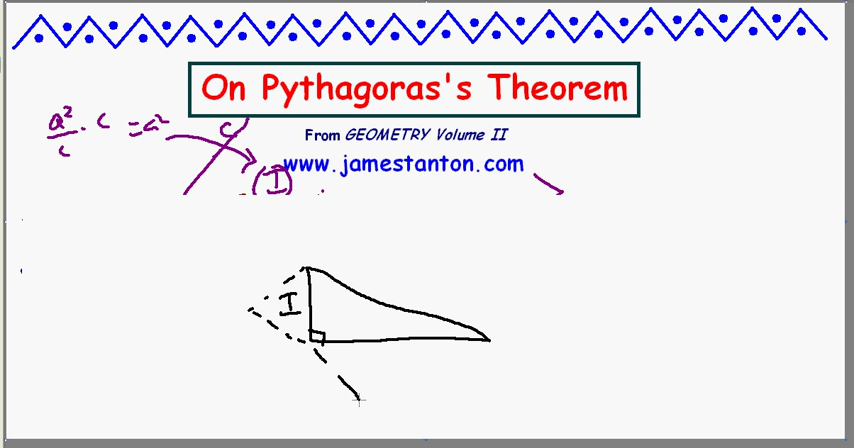 On Pythagoras's Theorem
From GEOMETRY Volume II
www.jamestanton.com
a²/c · c = a²
c
(I)
I